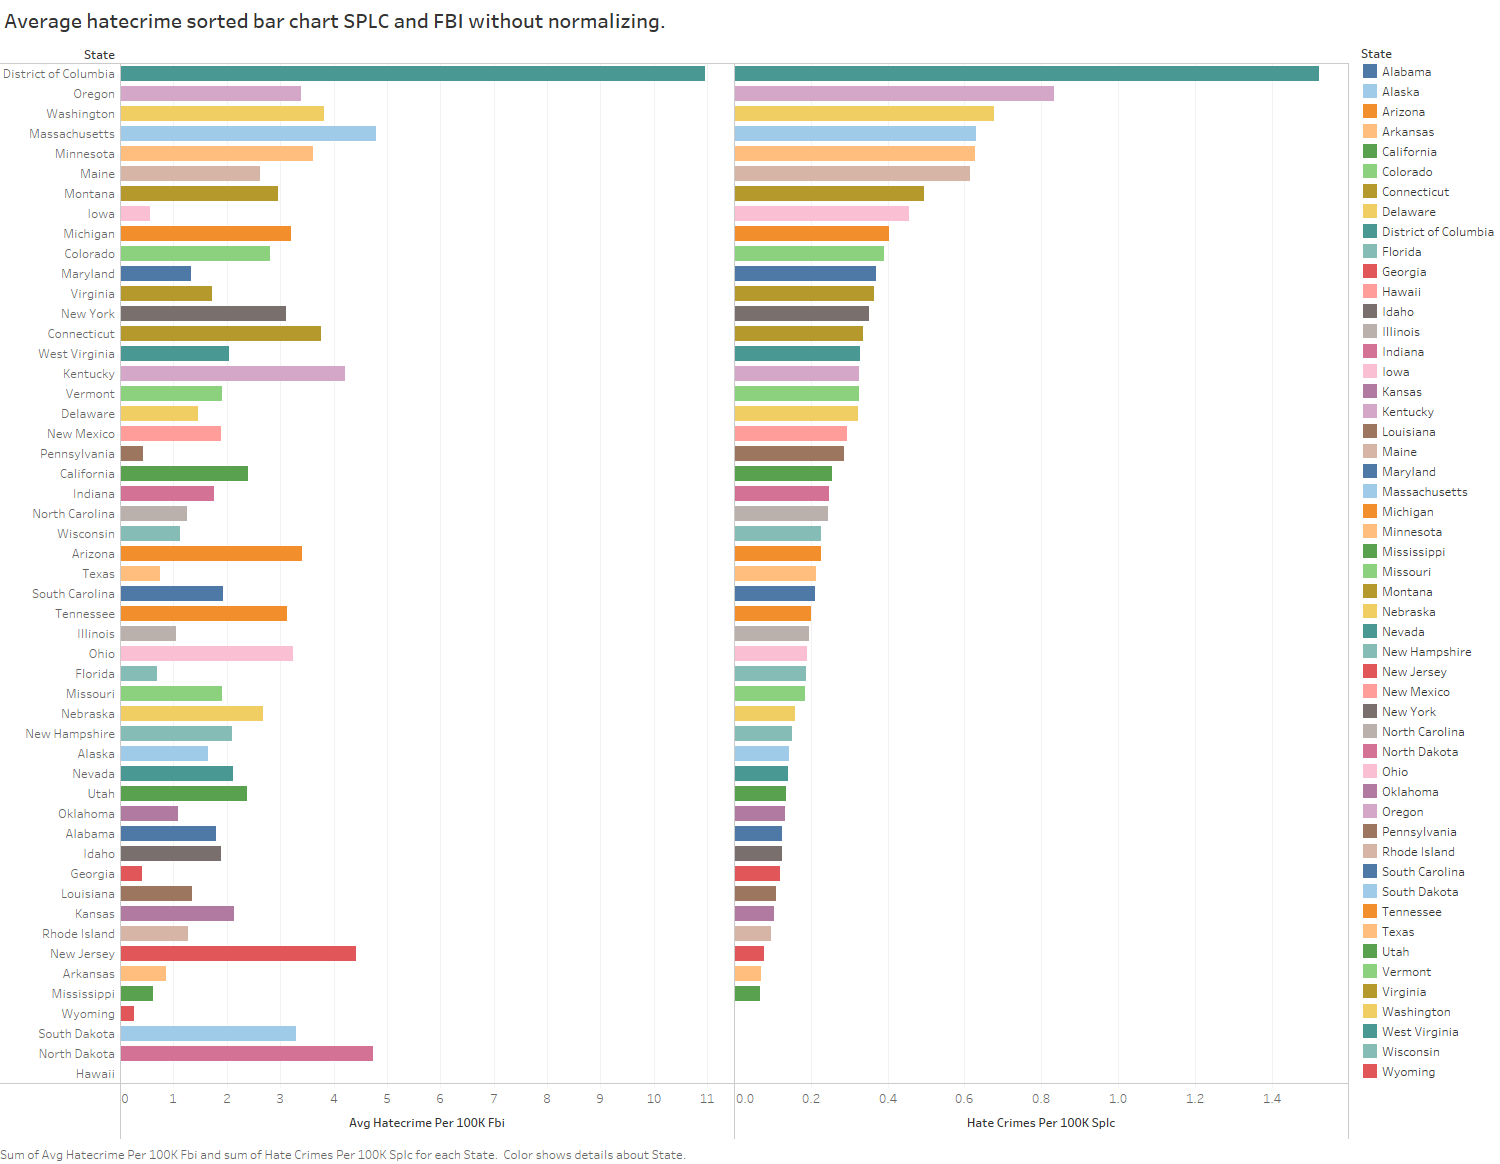 Average hatecrime sorted bar chart SPLC and FBI without normalizing.
State
District of Columbia
Oregon
Washington
Massachusetts
Minnesota
Maine
Montana
Iowa
Michigan
Colorado
Maryland
Virginia
New York
Connecticut
West Virginia
Kentucky
Vermont
Delaware
New Mexico
Pennsylvania
California
Indiana
North Carolina
Wisconsin
Arizona
Texas
South Carolina
Tennessee
Illinois
Ohio
Florida
Missouri
Nebraska
New Hampshire
Alaska
Nevada
Utah
Oklahoma
Alabama
Idaho
Georgia
Louisiana
Kansas
Rhode Island
New Jersey
Arkansas
Mississippi
Wyoming
South Dakota
North Dakota
Hawaii
0 1 2 3 4 5 6 7 8 9 10 11
Avg Hatecrime Per 100K Fbi
0.0 0.2 0.4 0.6 0.8 1.0 1.2 1.4
Hate Crimes Per 100K Splc
State
Alabama
Alaska
Arizona
Arkansas
California
Colorado
Connecticut
Delaware
District of Columbia
Florida
Georgia
Hawaii
Idaho
Illinois
Indiana
Iowa
Kansas
Kentucky
Louisiana
Maine
Maryland
Massachusetts
Michigan
Minnesota
Mississippi
Missouri
Montana
Nebraska
Nevada
New Hampshire
New Jersey
New Mexico
New York
North Carolina
North Dakota
Ohio
Oklahoma
Oregon
Pennsylvania
Rhode Island
South Carolina
South Dakota
Tennessee
Texas
Utah
Vermont
Virginia
Washington
West Virginia
Wisconsin
Wyoming
Sum of Avg Hatecrime Per 100K Fbi and sum of Hate Crimes Per 100K Splc for each State. Color shows details about State.